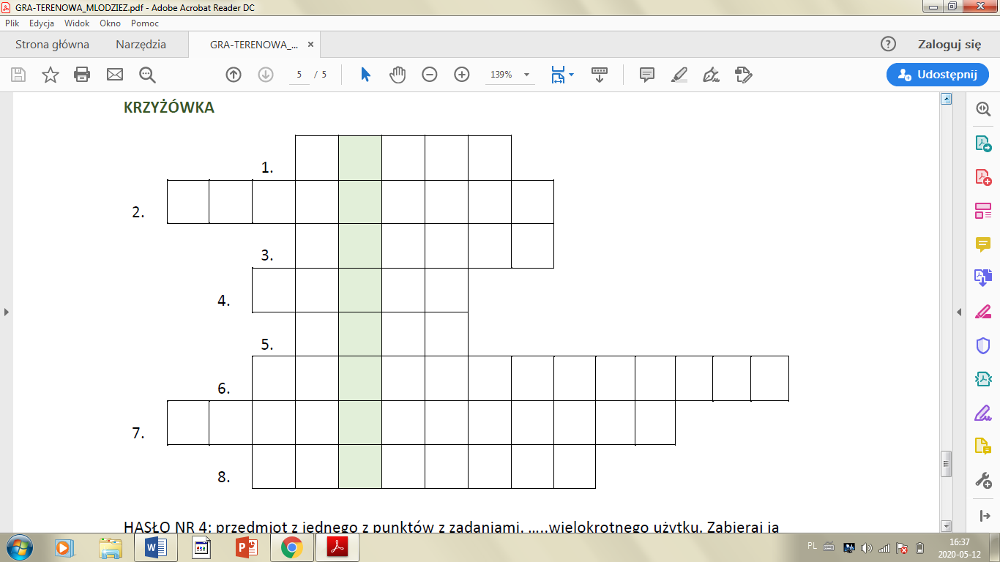 GRA-TERENOWA_MLODZIEZ.pdf - Adobe Acrobat Reader DC
Plik Edycja Widok Okno Pomoc
Strona główna Narzędzia GRA-TERENOWA_... × ? Zaloguj się
5 / 5 139% Udostępnij
KRZYŻÓWKA
1.
2.
3.
4.
5.
6.
7.
8.
HASŁO NR 4: przedmiot z jednego z punktów z zadaniami. .....wielokrotnego użytku. Zabieraj ją
PL 16:37
2020-05-12